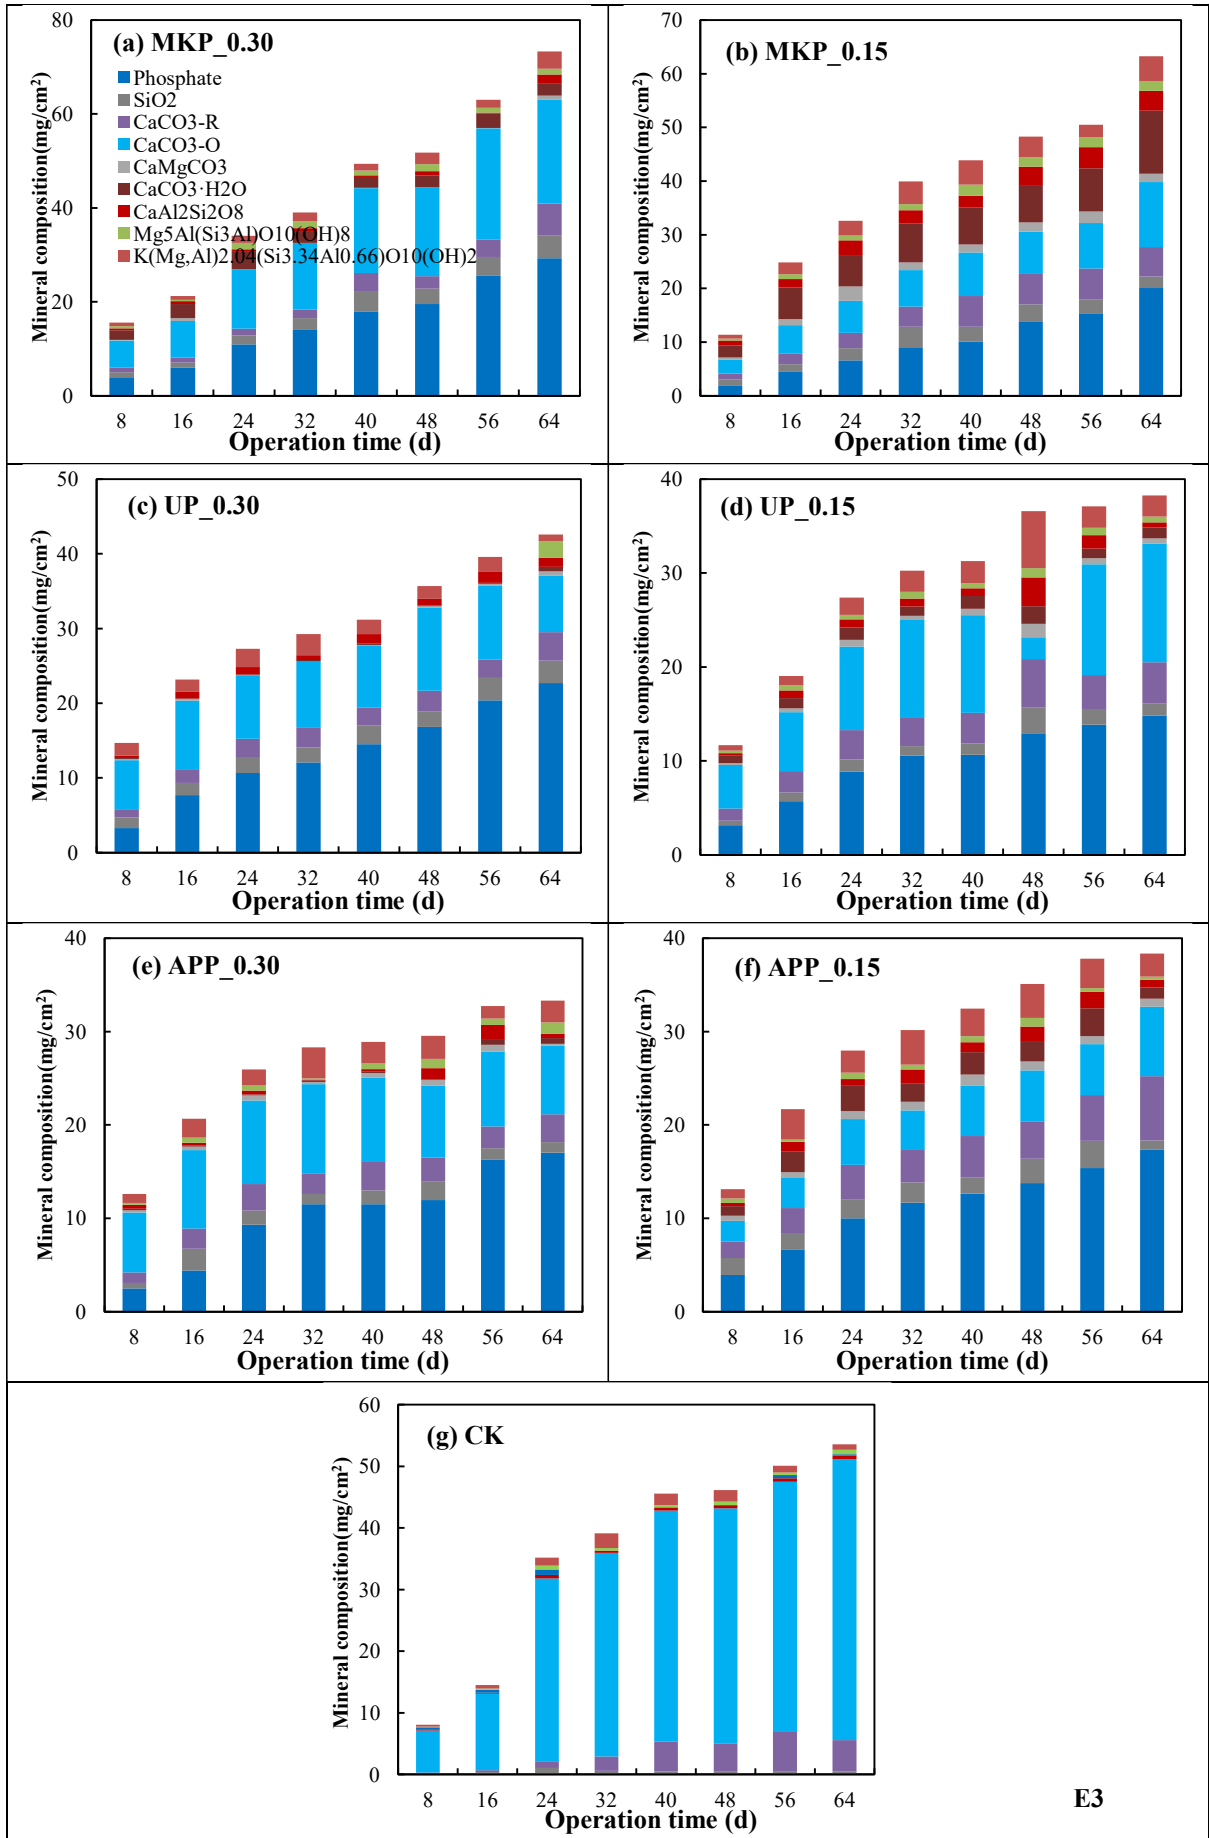 (a) MKP_0.30
Mineral composition(mg/cm²)
80
60
40
20
0
Phosphate
SiO2
CaCO3-R
CaCO3-O
CaMgCO3
CaCO3·H2O
CaAl2Si2O8
Mg5Al(Si3Al)O10(OH)8
K(Mg,Al)2.04(Si3.34Al0.66)O10(OH)2
8 16 24 32 40 48 56 64
Operation time (d)
(b) MKP_0.15
Mineral composition(mg/cm²)
70
60
50
40
30
20
10
0
8 16 24 32 40 48 56 64
Operation time (d)
(c) UP_0.30
Mineral composition(mg/cm²)
50
40
30
20
10
0
8 16 24 32 40 48 56 64
Operation time (d)
(d) UP_0.15
Mineral composition(mg/cm²)
40
30
20
10
0
8 16 24 32 40 48 56 64
Operation time (d)
(e) APP_0.30
Mineral composition(mg/cm²)
40
30
20
10
0
8 16 24 32 40 48 56 64
Operation time (d)
(f) APP_0.15
Mineral composition(mg/cm²)
40
30
20
10
0
8 16 24 32 40 48 56 64
Operation time (d)
(g) CK
Mineral composition(mg/cm²)
60
50
40
30
20
10
0
8 16 24 32 40 48 56 64
Operation time (d)
E3